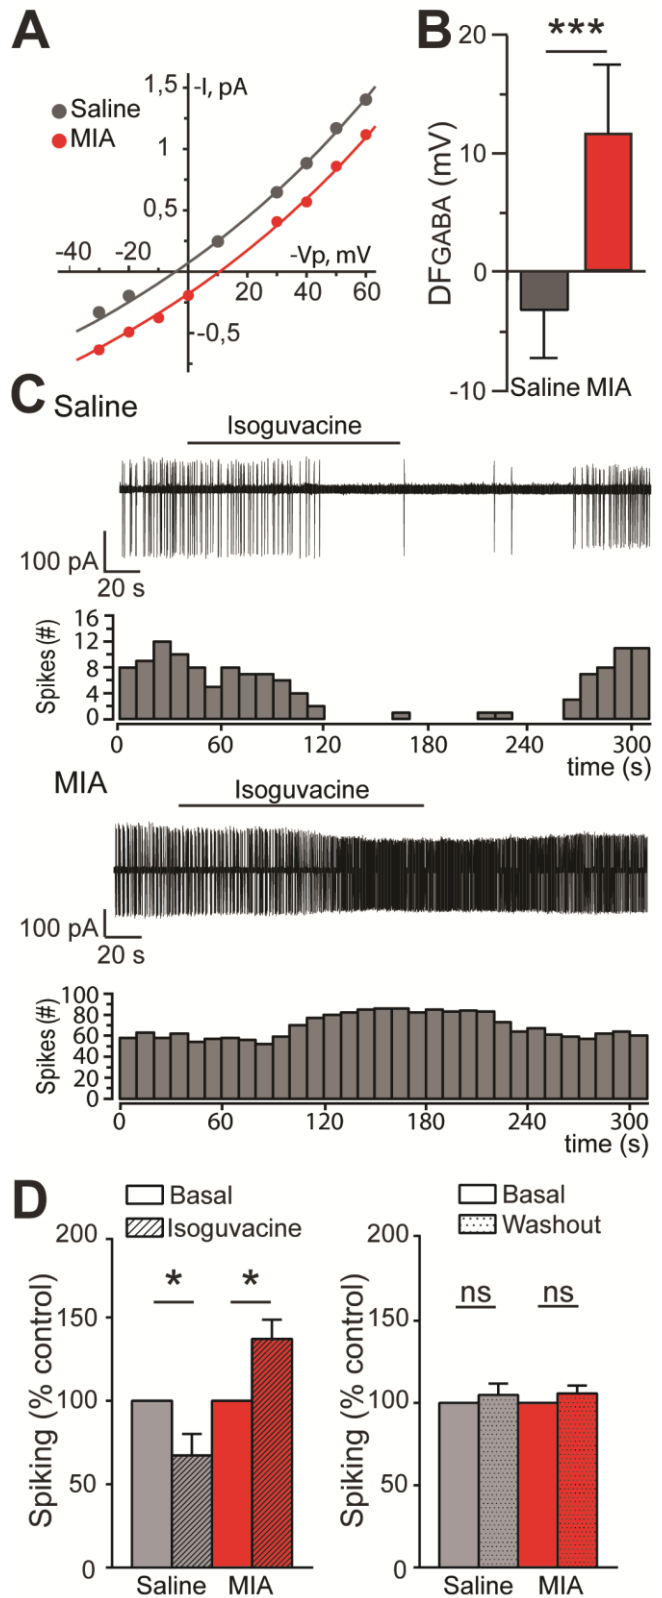 A
1,5 -I, pA
Saline
MIA
1
0,5
-40 -20
-Vp, mV
20 40 60
-0,5
B
***
20
10
0
-10
DFGABA (mV)
Saline MIA
C
Saline
Isoguvacine
100 pA
20 s
Spikes (#)
16
12
8
4
0
0 60 120 180 240 300
time (s)
MIA
Isoguvacine
100 pA
20 s
Spikes (#)
100
80
60
40
20
0
0 60 120 180 240 300
time (s)
D
Basal
Isoguvacine
Spiking (% control)
200
150
100
50
0
* *
Saline MIA
Basal
Washout
Spiking (% control)
200
150
100
50
0
ns ns
Saline MIA